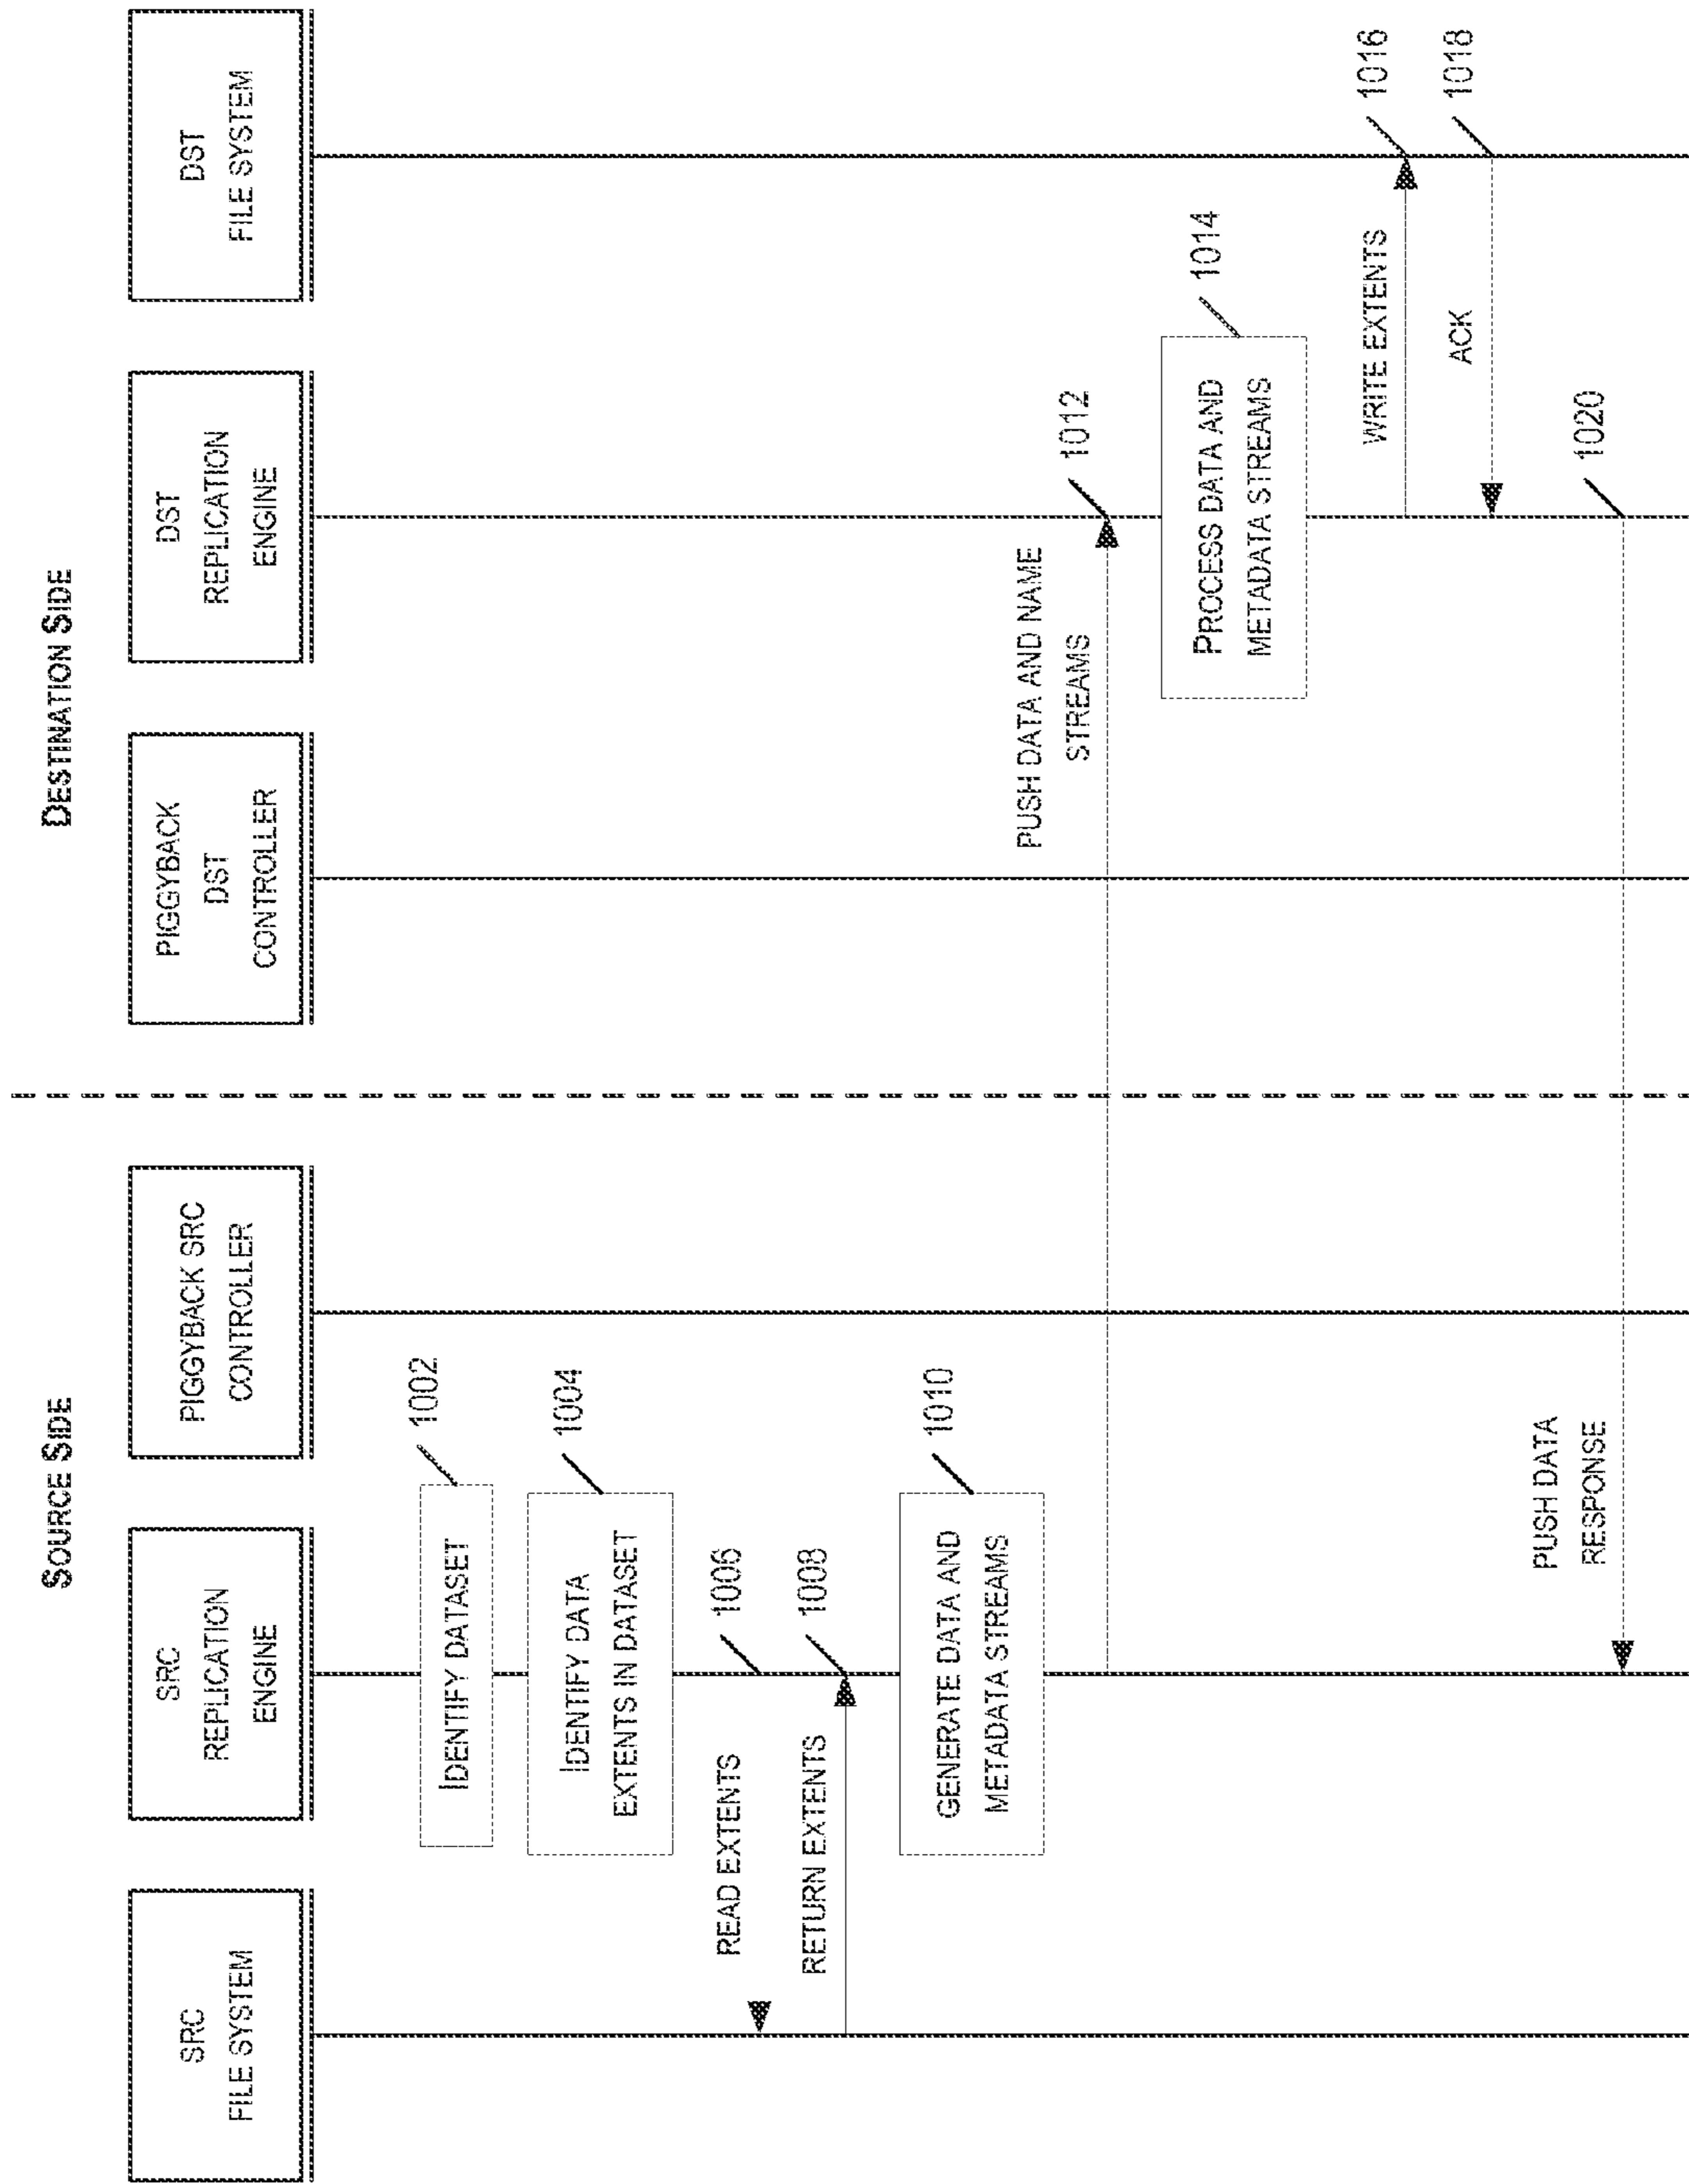 SOURCE SIDE
DESTINATION SIDE
SRC
FILE SYSTEM
SRC
REPLICATION
ENGINE
PIGGYBACK SRC
CONTROLLER
PIGGYBACK
DST
CONTROLLER
DST
REPLICATION
ENGINE
DST
FILE SYSTEM
IDENTIFY DATASET
1002
IDENTIFY DATA
EXTENTS IN DATASET
1004
READ EXTENTS
1006
RETURN EXTENTS
1008
GENERATE DATA AND
METADATA STREAMS
1010
PUSH DATA AND NAME
STREAMS
1012
PROCESS DATA AND
METADATA STREAMS
1014
WRITE EXTENTS
1016
ACK
1018
PUSH DATA
RESPONSE
1020